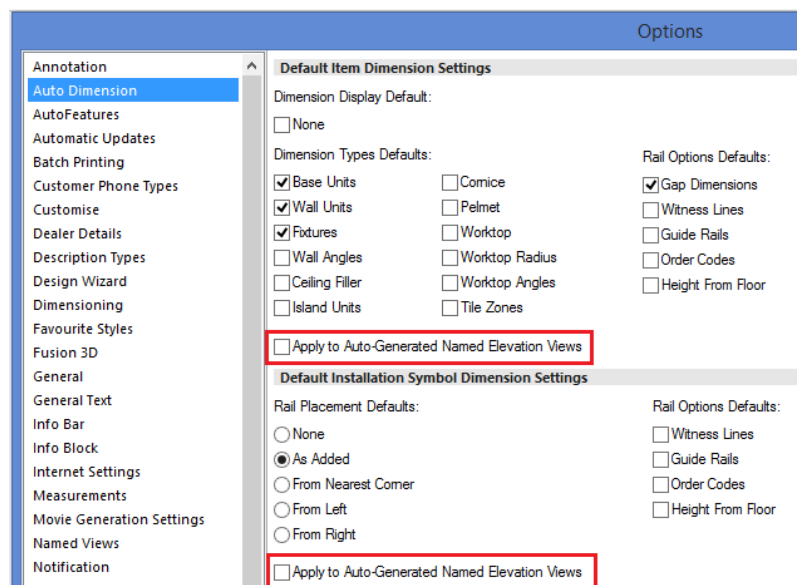 Options
Annotation
Auto Dimension
AutoFeatures
Automatic Updates
Batch Printing
Customer Phone Types
Customise
Dealer Details
Description Types
Design Wizard
Dimensioning
Favourite Styles
Fusion 3D
General
General Text
Info Bar
Info Block
Internet Settings
Measurements
Movie Generation Settings
Named Views
Notification
Default Item Dimension Settings
Dimension Display Default:
None
Dimension Types Defaults:
Base Units
Wall Units
Fixtures
Wall Angles
Ceiling Filler
Island Units
Cornice
Pelmet
Worktop
Worktop Radius
Worktop Angles
Tile Zones
Rail Options Defaults:
Gap Dimensions
Witness Lines
Guide Rails
Order Codes
Height From Floor
Apply to Auto-Generated Named Elevation Views
Default Installation Symbol Dimension Settings
Rail Placement Defaults:
None
As Added
From Nearest Corner
From Left
From Right
Rail Options Defaults:
Witness Lines
Guide Rails
Order Codes
Height From Floor
Apply to Auto-Generated Named Elevation Views